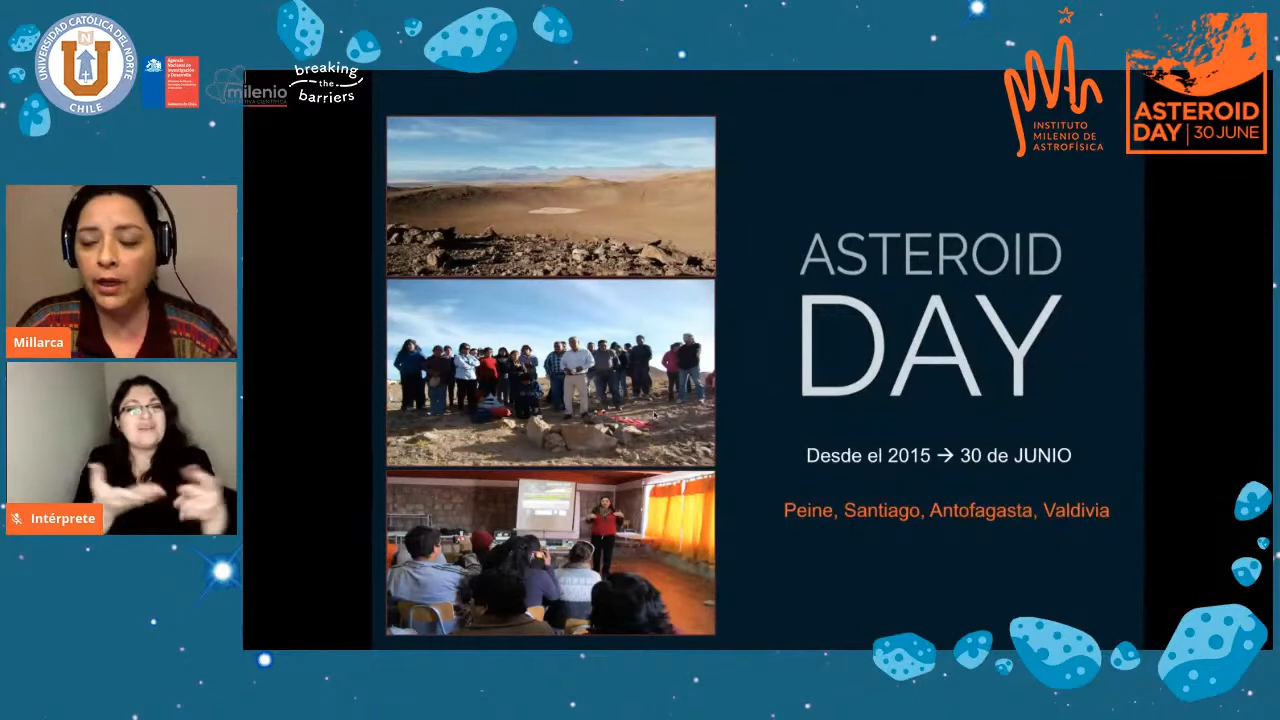 UNIVERSIDAD CATÓLICA DEL NORTE
CHILE
milenio
breaking
the
barriers
INSTITUTO
MILENIO DE
ASTROFÍSICA
ASTEROID
DAY | 30 JUNE
Millarca
Intérprete
ASTEROID
DAY
Desde el 2015 → 30 de JUNIO
Peine, Santiago, Antofagasta, Valdivia